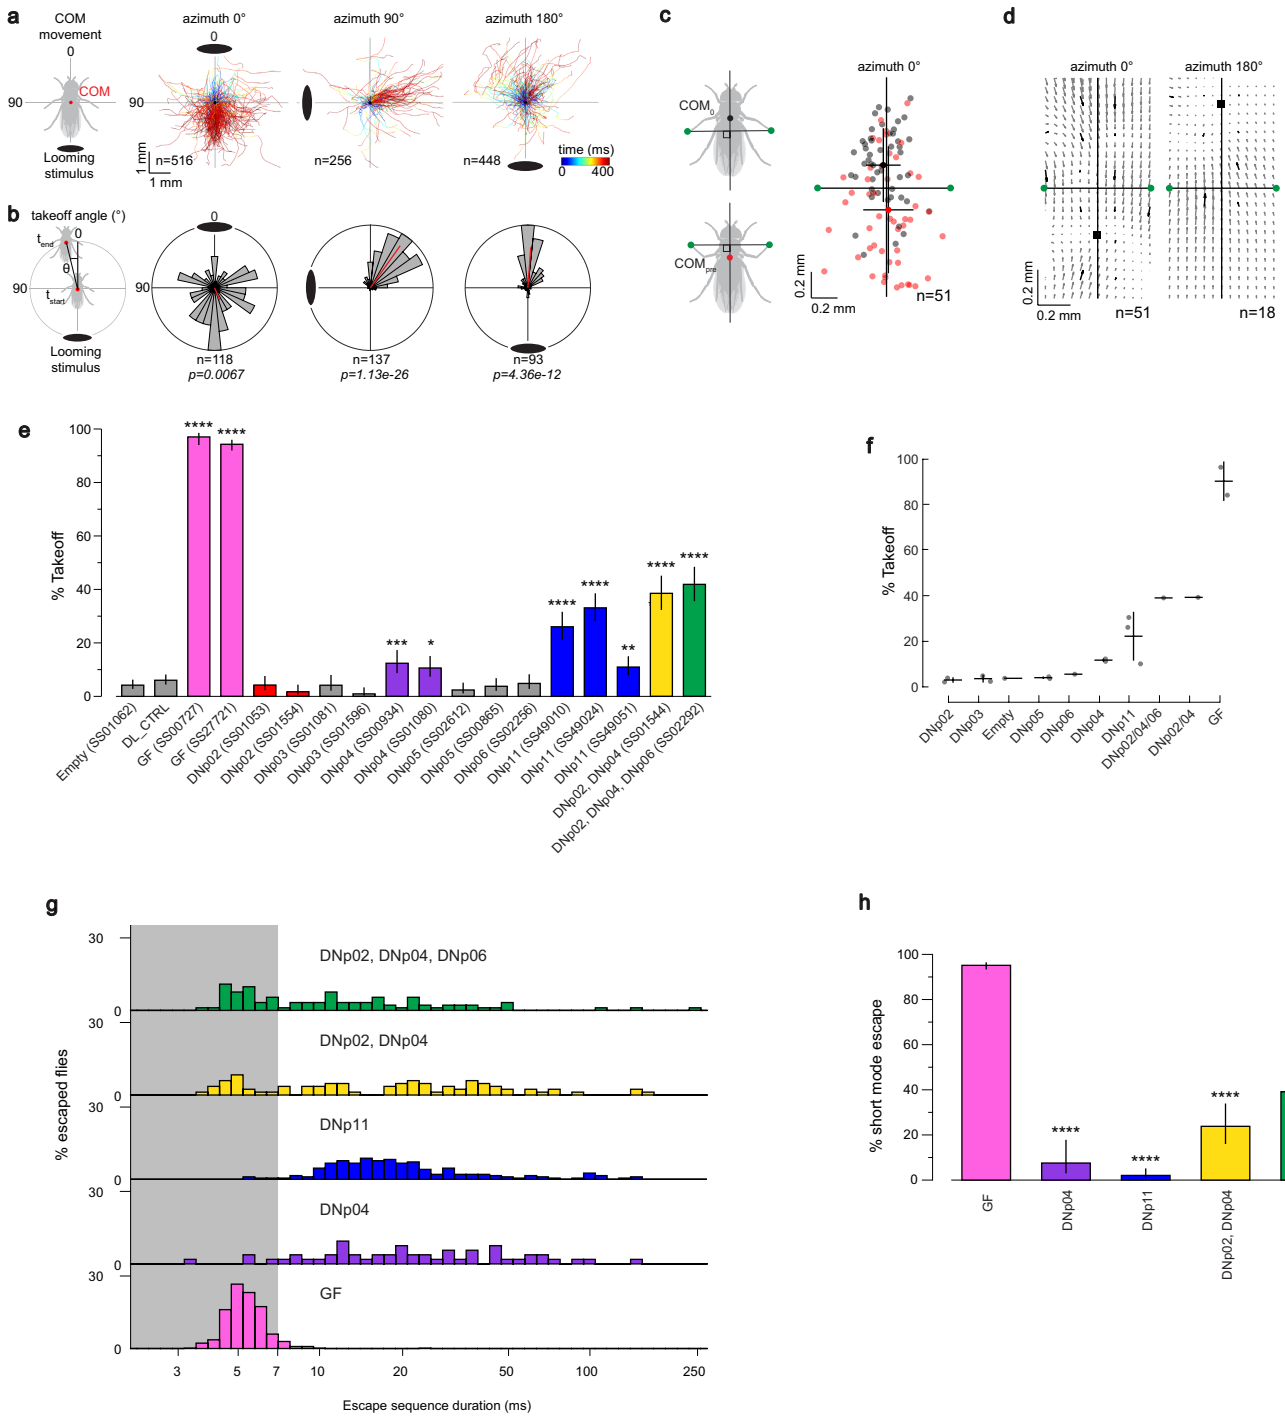 a
COM
movement
0
90
COM
Looming
stimulus
azimuth 0°
0
90
1 mm
1 mm
n=516
azimuth 90°
n=256
azimuth 180°
n=448
time (ms)
0 400
b
takeoff angle (°)
0
tend
θ
90
tstart
Looming
stimulus
0
90
n=118
p=0.0067
n=137
p=1.13e-26
n=93
p=4.36e-12
c
COM0
COMpre
azimuth 0°
0.2 mm
0.2 mm
n=51
d
azimuth 0°
azimuth 180°
0.2 mm
0.2 mm
n=51
n=18
e
% Takeoff
100
80
60
40
20
0
****
****
***
*
****
****
**
****
****
Empty (SS01062)
DL_CTRL
GF (SS00727)
GF (SS27721)
DNp02 (SS01053)
DNp02 (SS01554)
DNp03 (SS01081)
DNp03 (SS01596)
DNp04 (SS00934)
DNp04 (SS01080)
DNp05 (SS02612)
DNp05 (SS00865)
DNp06 (SS02256)
DNp11 (SS49010)
DNp11 (SS49024)
DNp11 (SS49051)
DNp02, DNp04 (SS01544)
DNp02, DNp04, DNp06 (SS02292)
f
% Takeoff
100
80
60
40
20
0
DNp02
DNp03
Empty
DNp05
DNp06
DNp04
DNp11
DNp02/04/06
DNp02/04
GF
g
% escaped flies
30
0
DNp02, DNp04, DNp06
30
0
DNp02, DNp04
30
0
DNp11
30
0
DNp04
30
0
GF
3 5 7 10 20 50 100 250
Escape sequence duration (ms)
h
% short mode escape
100
80
60
40
20
0
****
****
****
GF
DNp04
DNp11
DNp02, DNp04